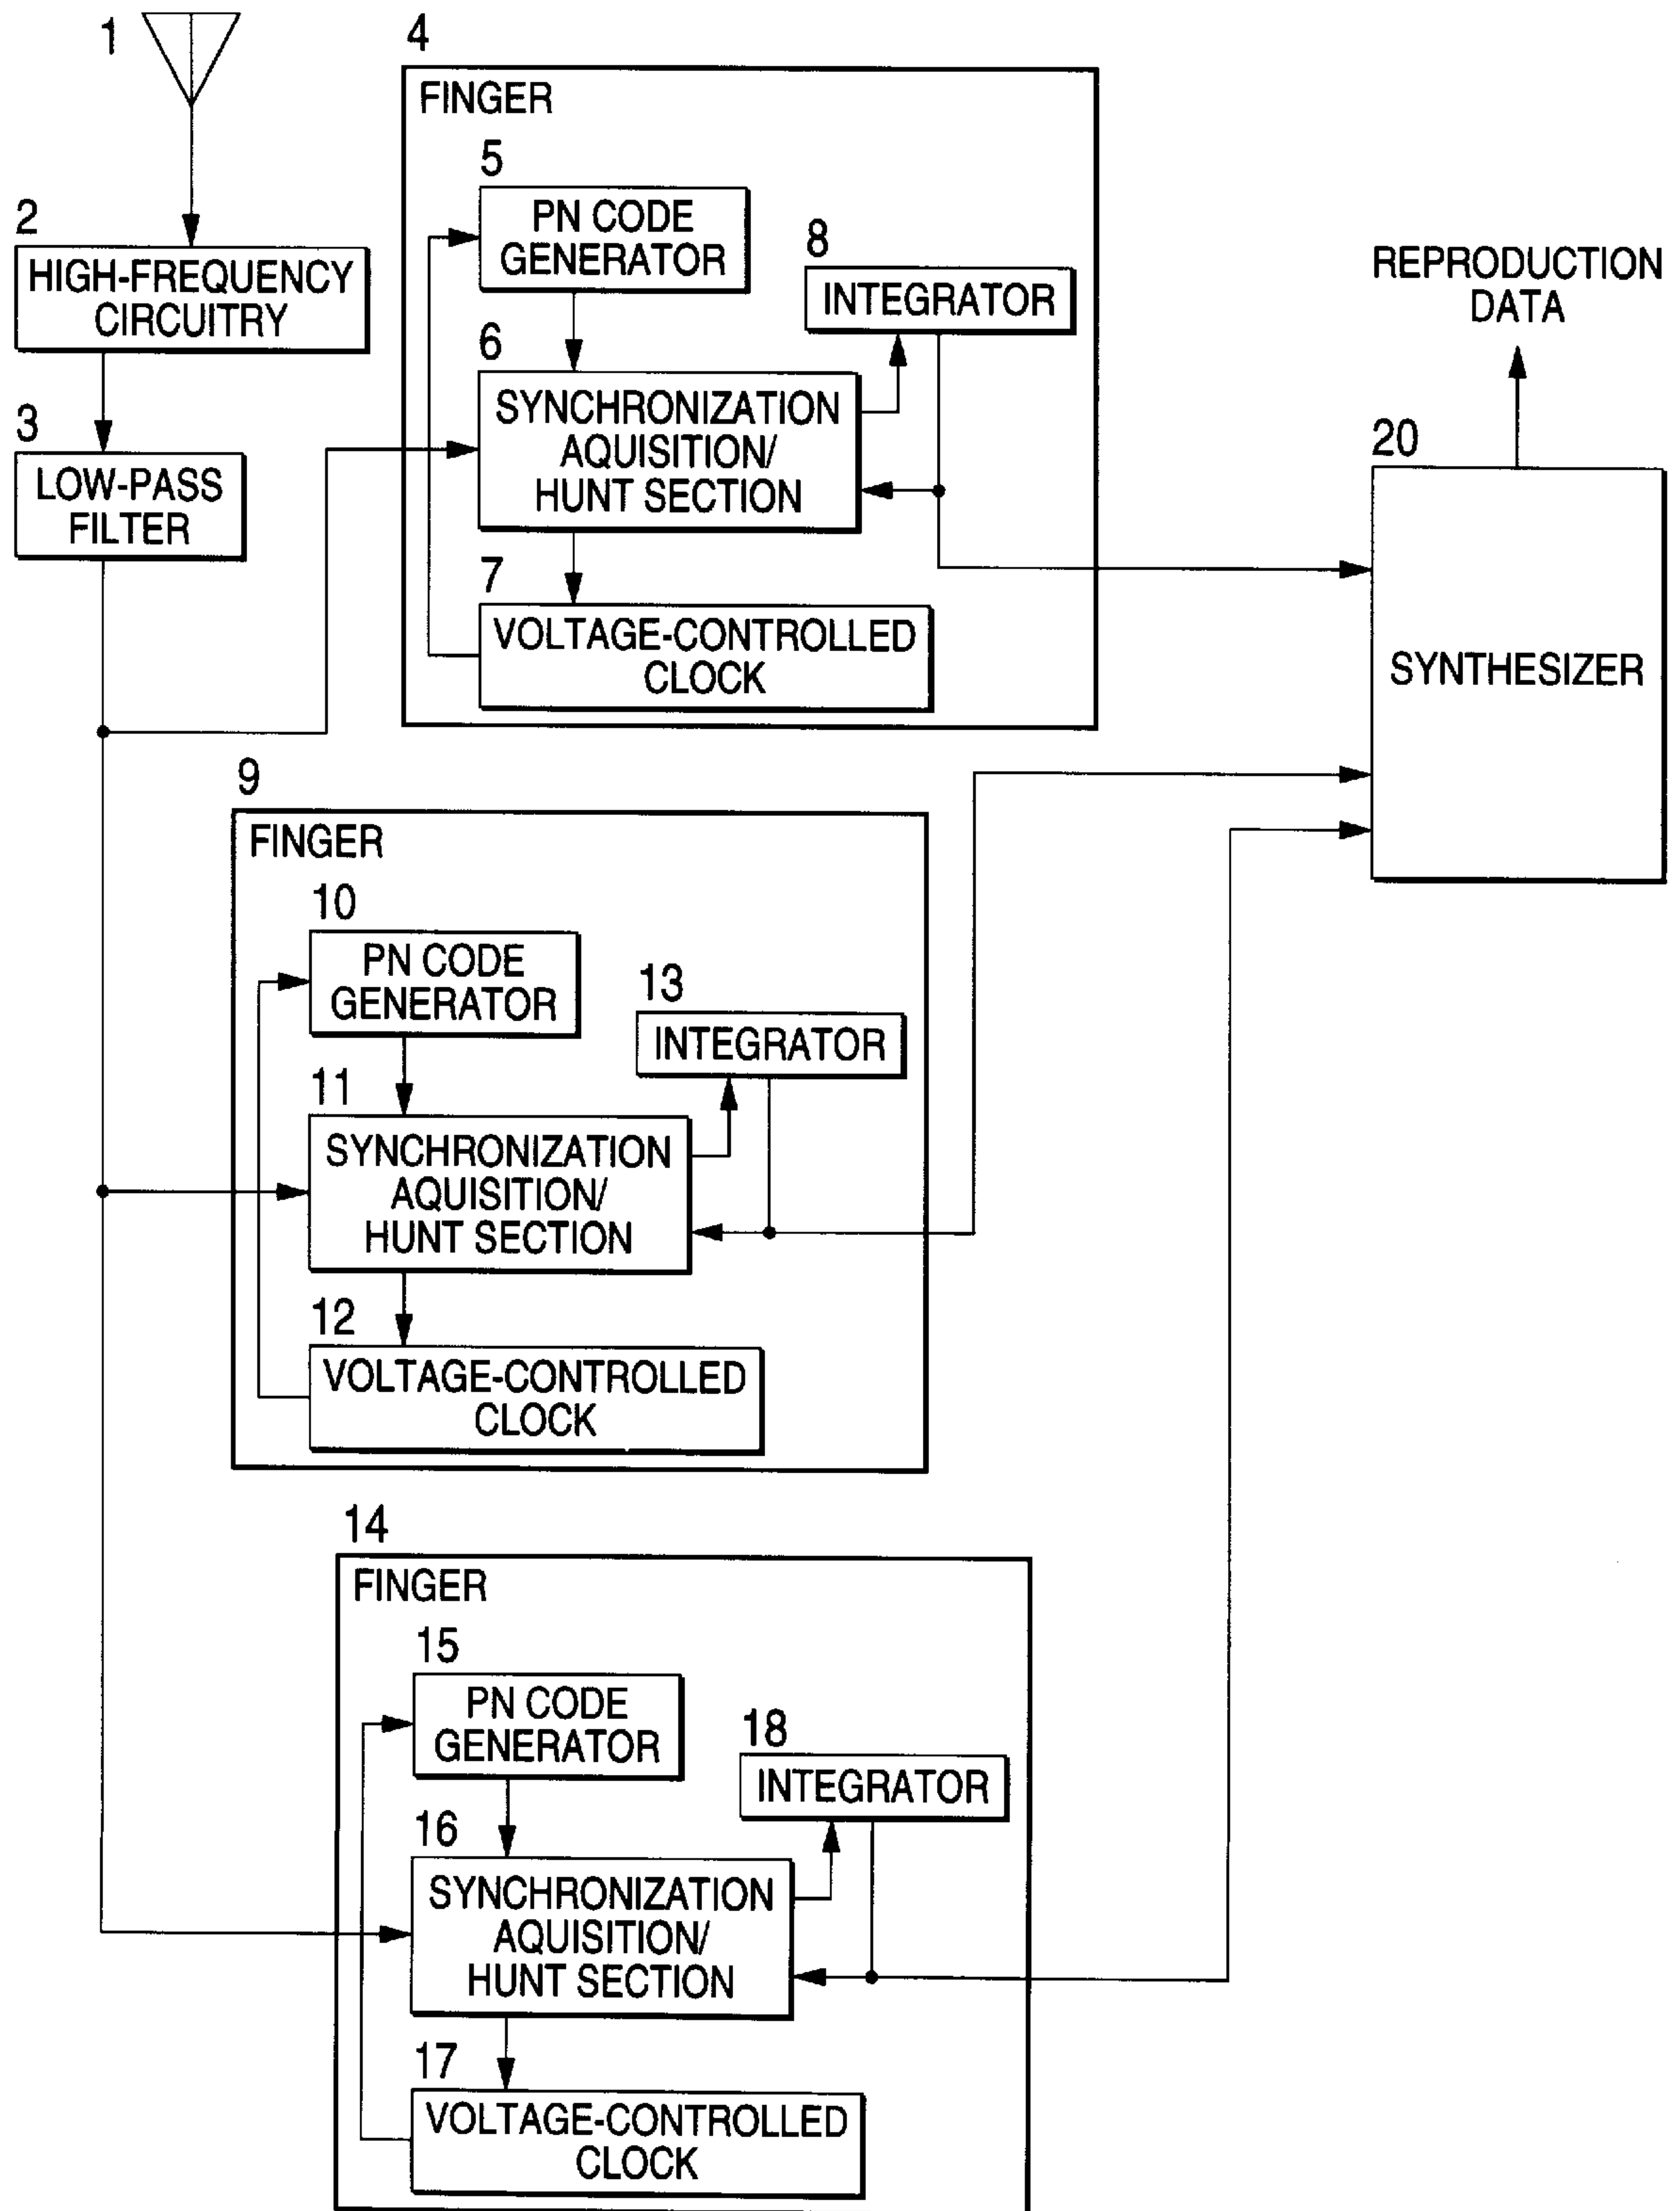 1
2
HIGH-FREQUENCY
CIRCUITRY
3
LOW-PASS
FILTER
4
FINGER
5
PN CODE
GENERATOR
6
SYNCHRONIZATION
AQUISITION/
HUNT SECTION
7
VOLTAGE-CONTROLLED
CLOCK
8
INTEGRATOR
9
FINGER
10
PN CODE
GENERATOR
11
SYNCHRONIZATION
AQUISITION/
HUNT SECTION
12
VOLTAGE-CONTROLLED
CLOCK
13
INTEGRATOR
14
FINGER
15
PN CODE
GENERATOR
16
SYNCHRONIZATION
AQUISITION/
HUNT SECTION
17
VOLTAGE-CONTROLLED
CLOCK
18
INTEGRATOR
REPRODUCTION
DATA
20
SYNTHESIZER